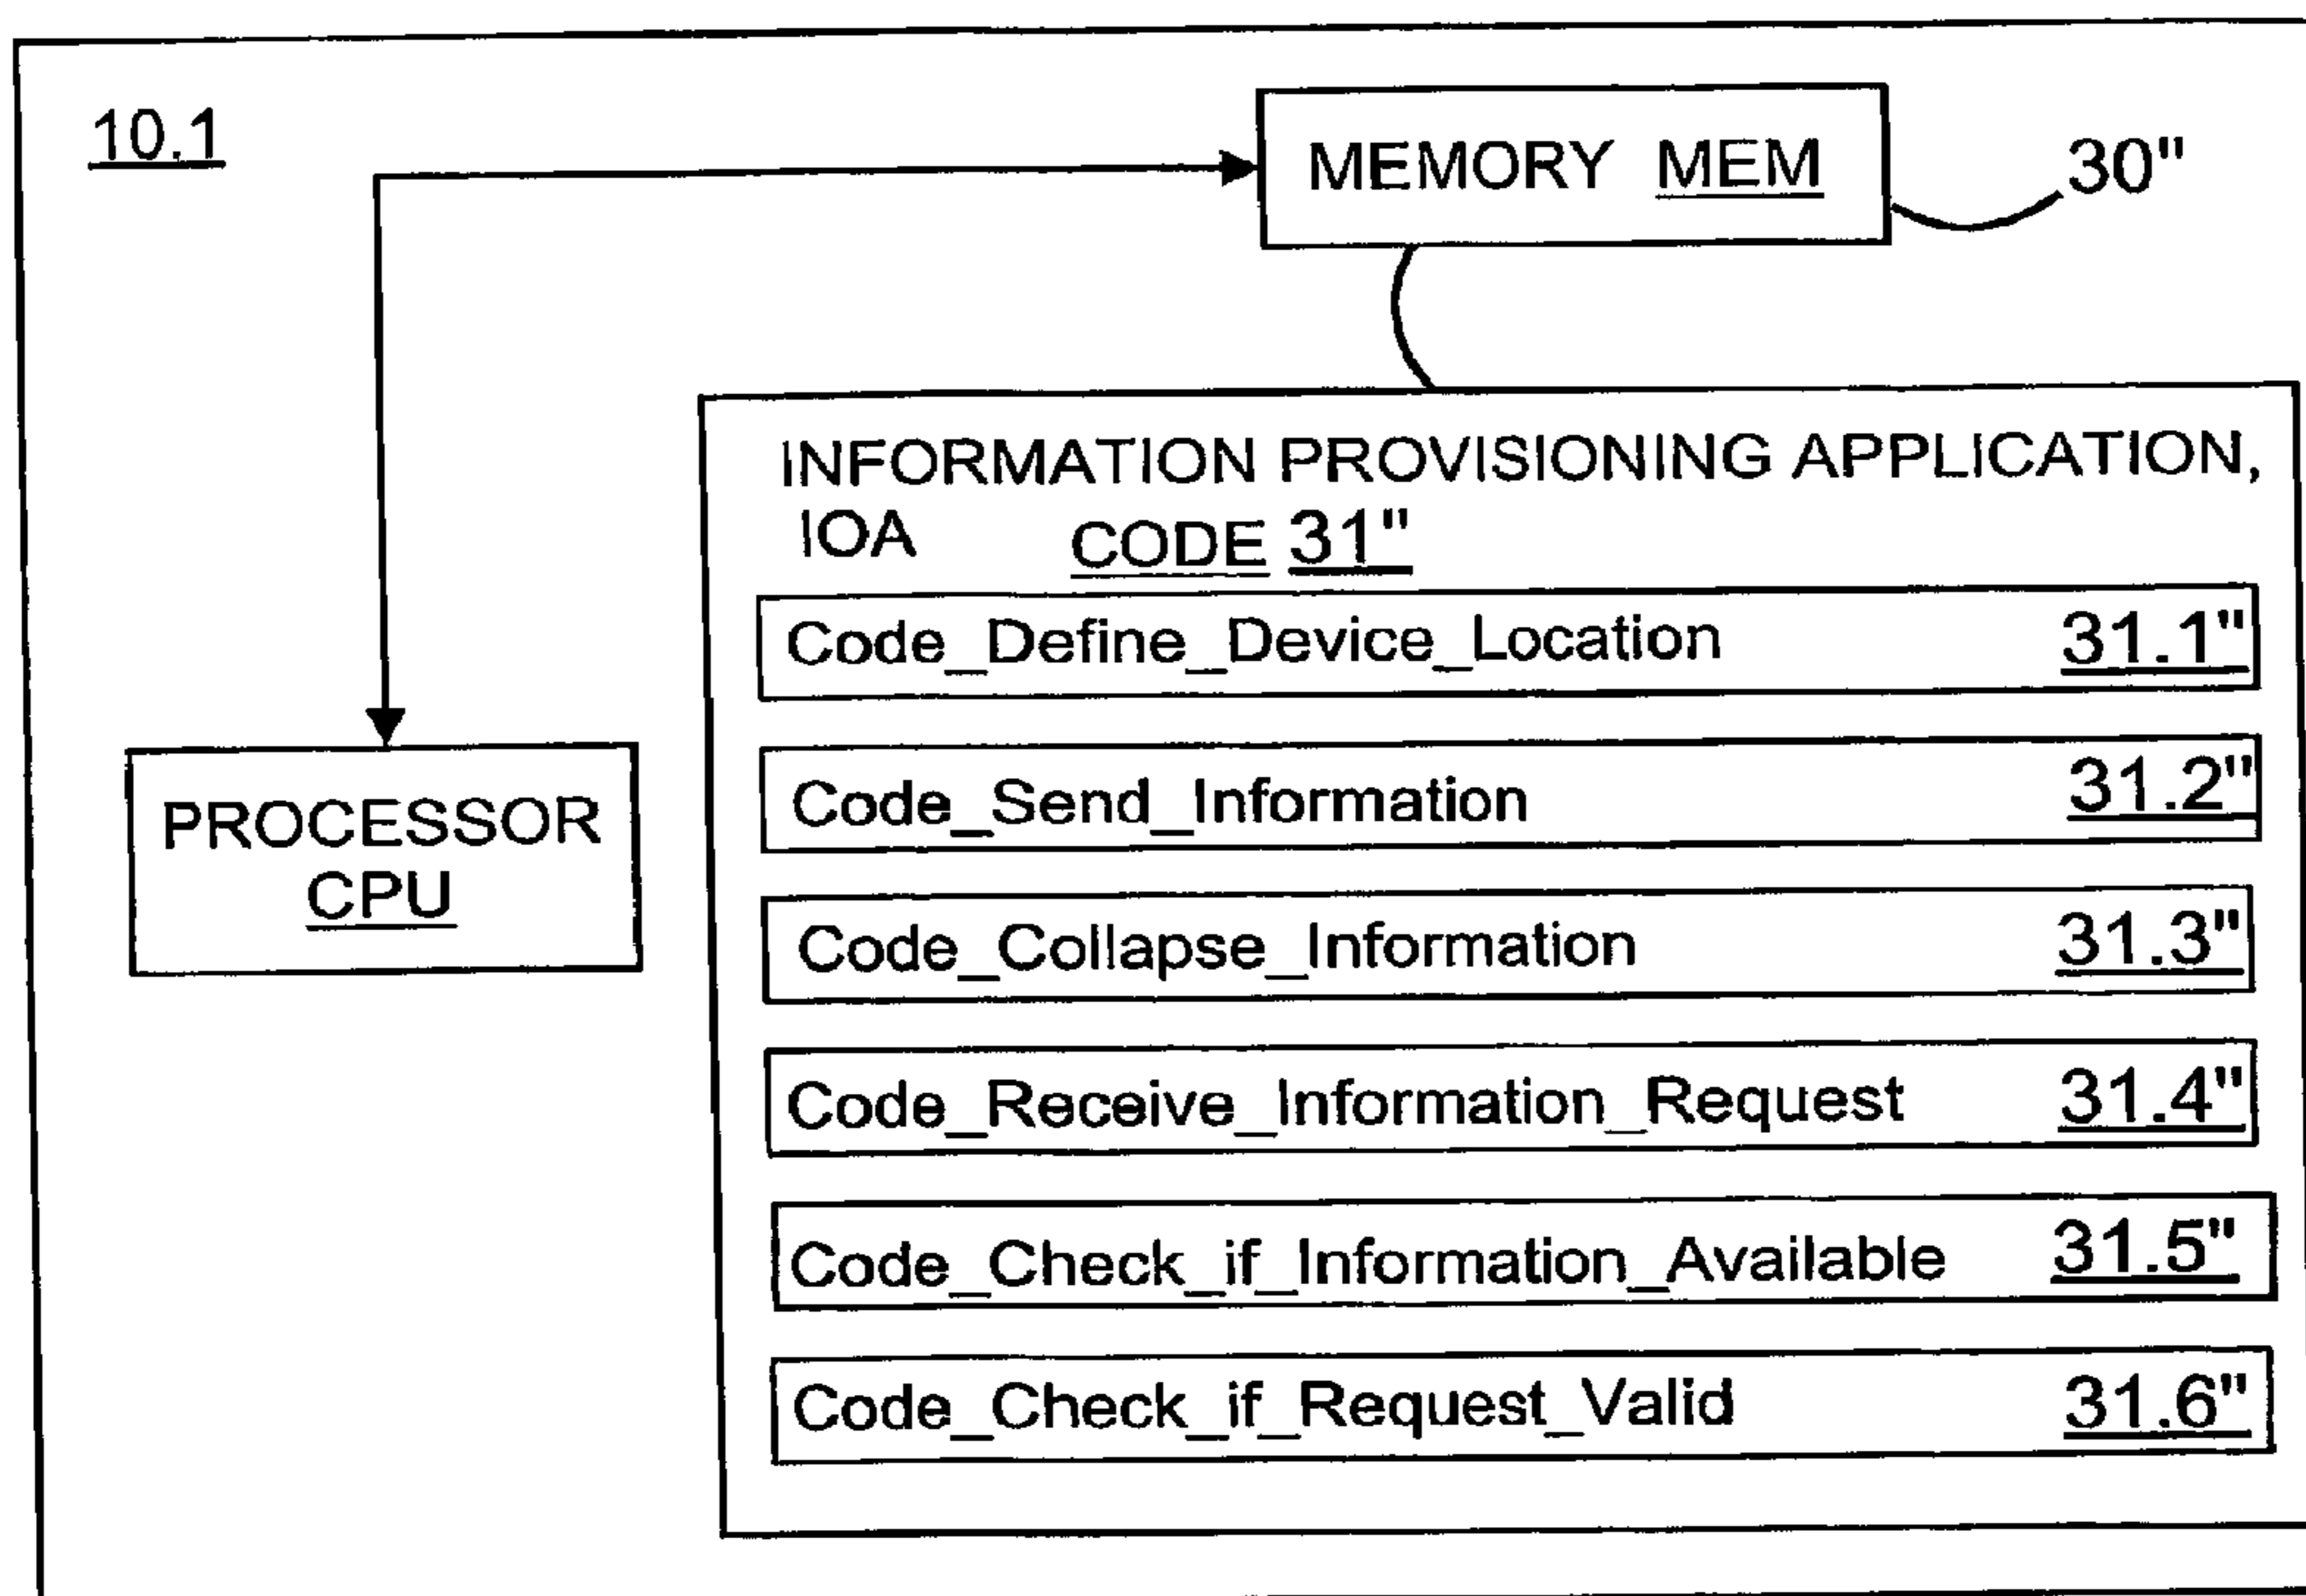 10.1
MEMORY MEM
30"
INFORMATION PROVISIONING APPLICATION,
IOA CODE 31"
Code_Define_Device_Location 31.1"
Code_Send_Information 31.2"
Code_Collapse_Information 31.3"
Code_Receive_Information_Request 31.4"
Code_Check_if_Information_Available 31.5"
Code_Check_if_Request_Valid 31.6"
PROCESSOR
CPU